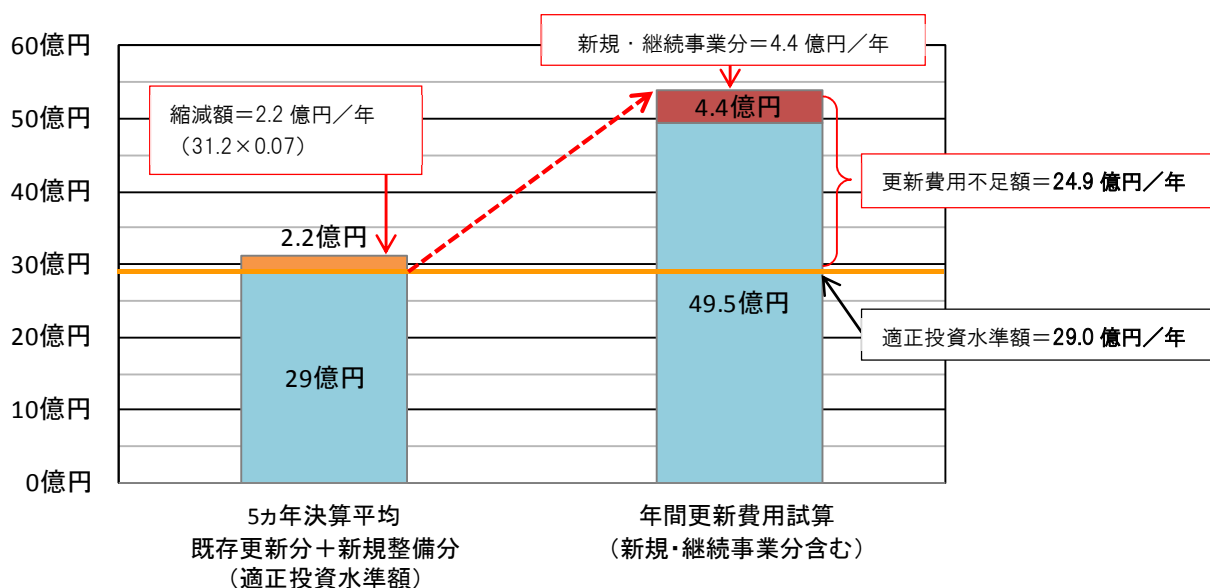 60億円
50億円
40億円
30億円
20億円
10億円
0億円
縮減額＝2.2 億円／年
（31.2×0.07）
新規・継続事業分＝4.4 億円／年
4.4億円
更新費用不足額＝24.9 億円／年
2.2億円
49.5億円
適正投資水準額＝29.0 億円／年
29億円
5ヵ年決算平均
既存更新分＋新規整備分
（適正投資水準額）
年間更新費用試算
（新規・継続事業分含む）